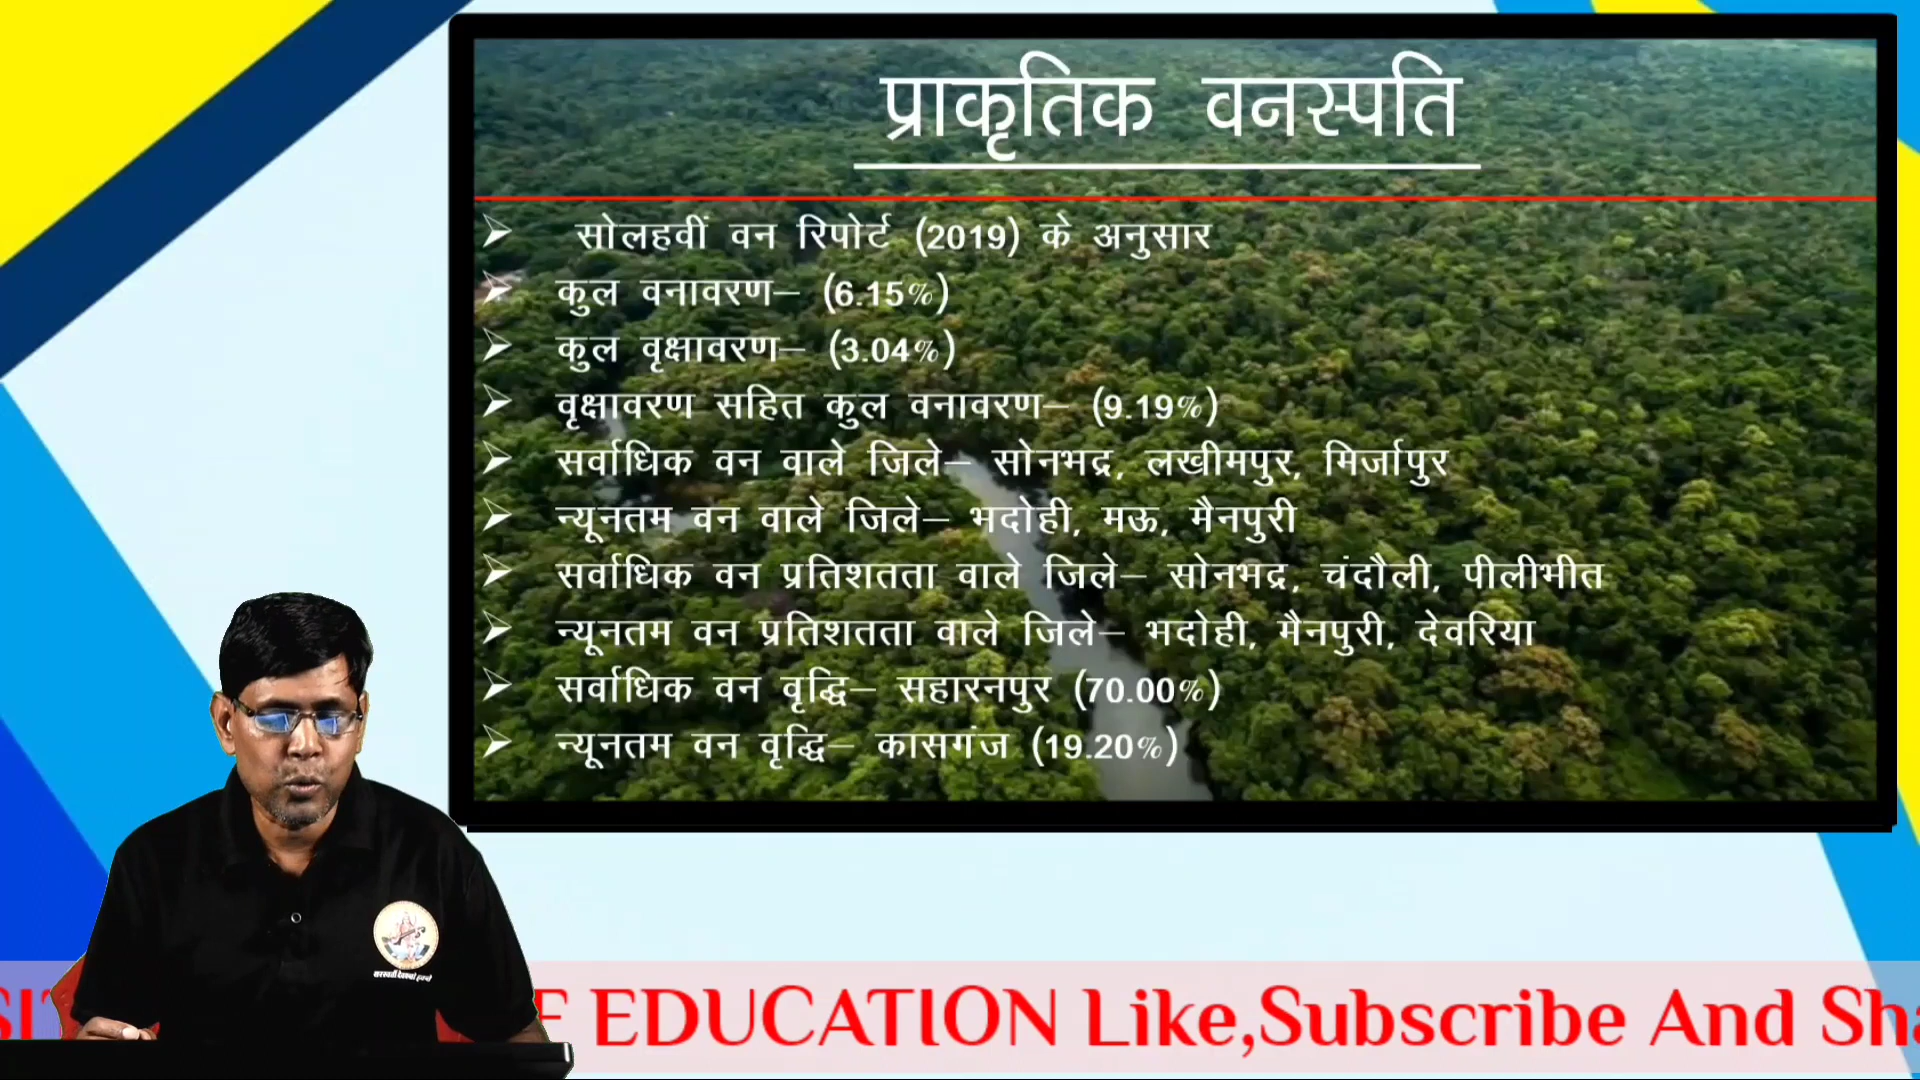 प्राकृतिक वनस्पति
सोलहवीं वन रिपोर्ट (2019) के अनुसार
कुल वनावरण– (6.15%)
कुल वृक्षावरण– (3.04%)
वृक्षावरण सहित कुल वनावरण– (9.19%)
सर्वाधिक वन वाले जिले– सोनभद्र, लखीमपुर, मिर्जापुर
न्यूनतम वन वाले जिले– भदोही, मऊ, मैनपुरी
सर्वाधिक वन प्रतिशतता वाले जिले– सोनभद्र, चंदौली, पीलीभीत
न्यूनतम वन प्रतिशतता वाले जिले– भदोही, मैनपुरी, देवरिया
सर्वाधिक वन वृद्धि– सहारनपुर (70.00%)
न्यूनतम वन वृद्धि– कासगंज (19.20%)
EDUCATION Like,Subscribe And